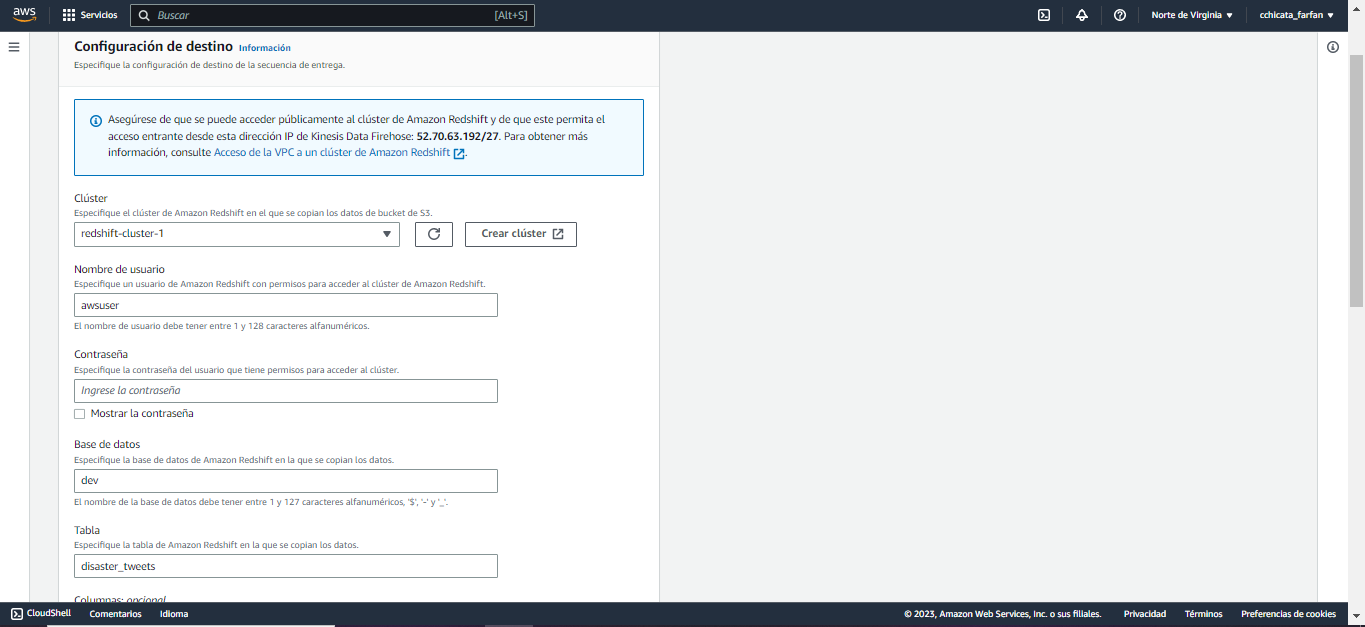 aws
Servicios
Buscar
[Alt+S]
Norte de Virginia
cchicata_farfan
Configuración de destino Información
Especifique la configuración de destino de la secuencia de entrega.
Asegúrese de que se puede acceder públicamente al clúster de Amazon Redshift y de que este permita el
acceso entrante desde esta dirección IP de Kinesis Data Firehose: 52.70.63.192/27. Para obtener más
información, consulte Acceso de la VPC a un clúster de Amazon Redshift.
Clúster
Especifique el clúster de Amazon Redshift en el que se copian los datos de bucket de S3.
redshift-cluster-1
Crear clúster
Nombre de usuario
Especifique un usuario de Amazon Redshift con permisos para acceder al clúster de Amazon Redshift.
awsuser
El nombre de usuario debe tener entre 1 y 128 caracteres alfanuméricos.
Contraseña
Especifique la contraseña del usuario que tiene permisos para acceder al clúster.
Ingrese la contraseña
Mostrar la contraseña
Base de datos
Especifique la base de datos de Amazon Redshift en la que se copian los datos.
dev
El nombre de la base de datos debe tener entre 1 y 127 caracteres alfanuméricos, '$', '-' y '_'.
Tabla
Especifique la tabla de Amazon Redshift en la que se copian los datos.
disaster_tweets
Columnas: opcional
CloudShell
Comentarios
Idioma
© 2023, Amazon Web Services, Inc. o sus filiales.
Privacidad
Términos
Preferencias de cookies